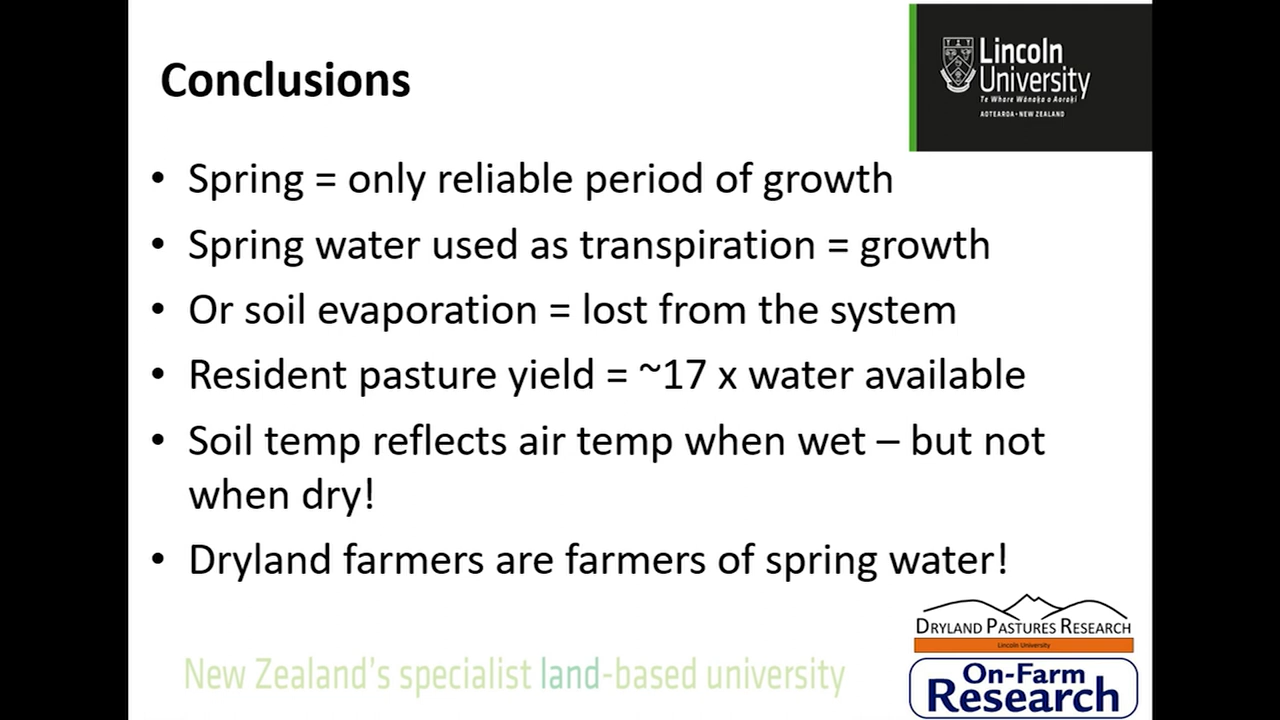 Lincoln
University
Te Whare Wānaka o Aoraki
AOTEAROA • NEW ZEALAND
Conclusions
• Spring = only reliable period of growth
• Spring water used as transpiration = growth
• Or soil evaporation = lost from the system
• Resident pasture yield = ~17 x water available
• Soil temp reflects air temp when wet – but not
when dry!
• Dryland farmers are farmers of spring water!
DRYLAND PASTURES RESEARCH
Lincoln University
New Zealand's specialist land-based university
On-Farm
Research